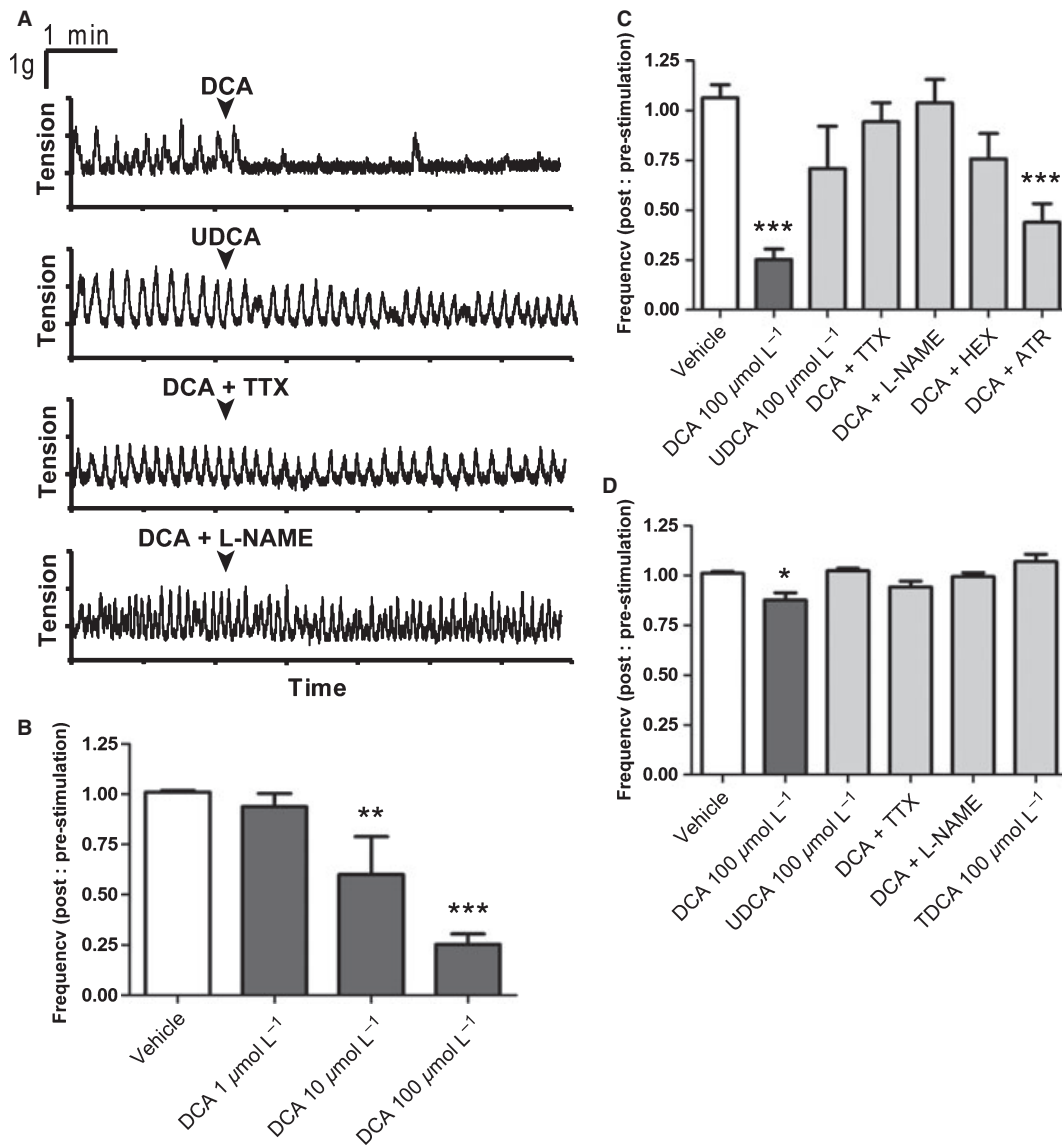 A
1 min
1g
DCA
Tension
UDCA
Tension
DCA + TTX
Tension
DCA + L-NAME
Tension
Time
B
Frequencv (post : pre-stimulation)
1.25
1.00
0.75
0.50
0.25
0.00
**
***
Vehicle
DCA 1 µmol L⁻¹
DCA 10 µmol L⁻¹
DCA 100 µmol L⁻¹
C
Frequencv (post : pre-stimulation)
1.25
1.00
0.75
0.50
0.25
0.00
***
***
Vehicle
DCA 100 µmol L⁻¹
UDCA 100 µmol L⁻¹
DCA + TTX
DCA + L-NAME
DCA + HEX
DCA + ATR
D
Frequencv (post : pre-stimulation)
1.25
1.00
0.75
0.50
0.25
0.00
*
Vehicle
DCA 100 µmol L⁻¹
UDCA 100 µmol L⁻¹
DCA + TTX
DCA + L-NAME
TDCA 100 µmol L⁻¹